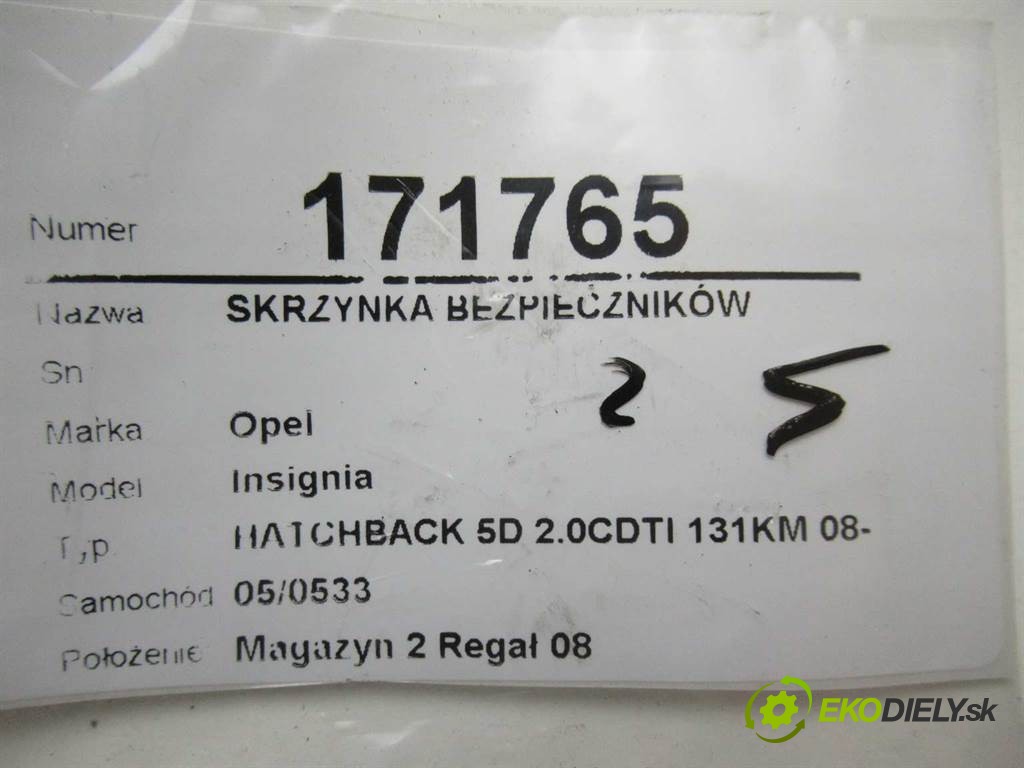 Numer 171765
Nazwa SKRZYNKA BEZPIECZNIKÓW
Sn
2 5
Marka Opel
Model Insignia
Typ HATCHBACK 5D 2.0CDTI 131KM 08-
Samochód 05/0533
Położenie Magazyn 2 Regał 08
EKODIELY.sk